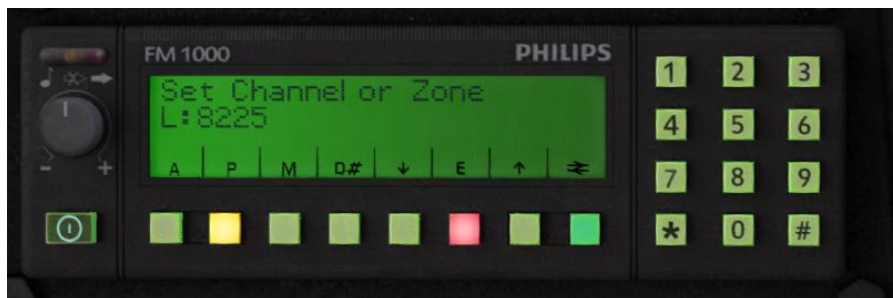 FM 1000 PHILIPS
Set Channel or Zone
L:8225
A P M D# ↓ E ↑
- +
1 2 3
4 5 6
7 8 9
* 0 #